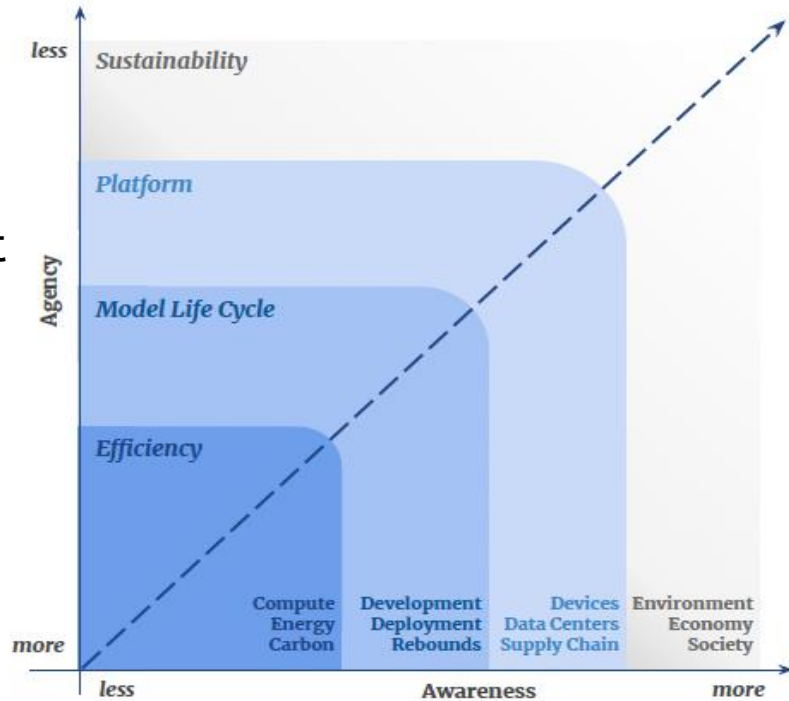 less
Sustainability
Platform
t
Agency
Model Life Cycle
Efficiency
Compute
Energy
Carbon
Development
Deployment
Rebounds
Devices
Data Centers
Supply Chain
Environment
Economy
Society
more
less
Awareness
more